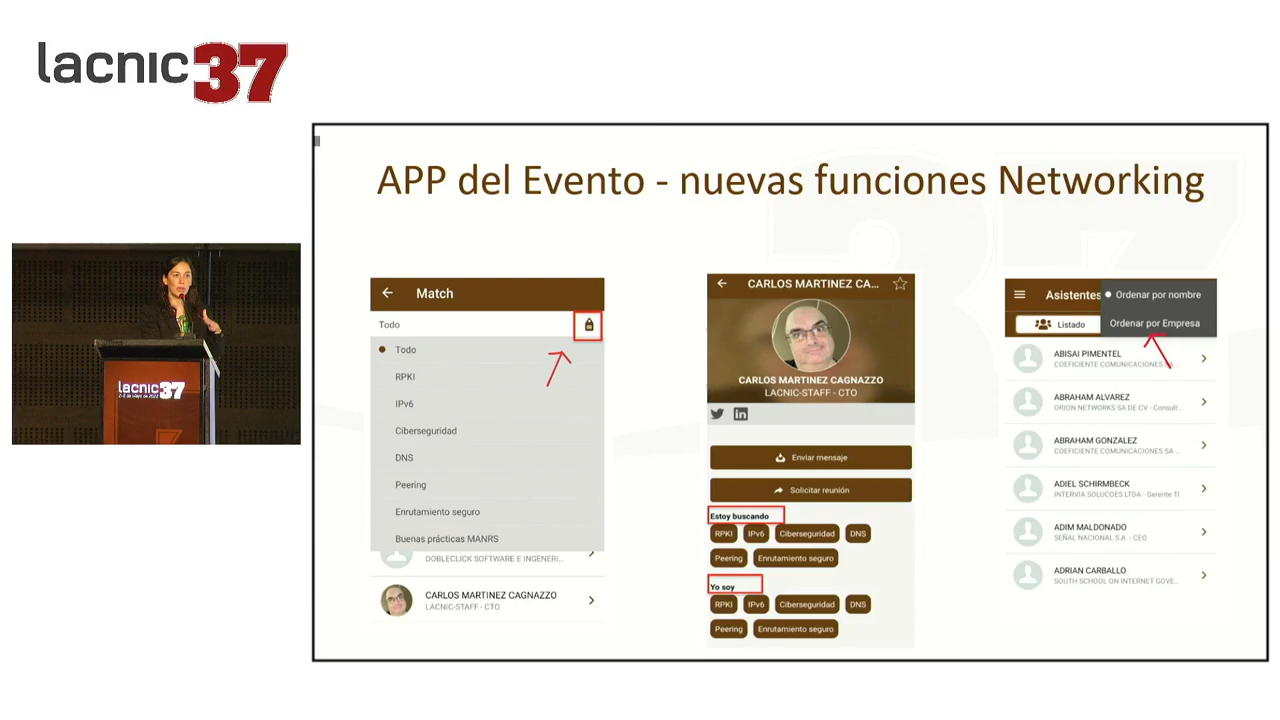 lacnic 37
APP del Evento - nuevas funciones Networking
Match
Todo
Todo
RPKI
IPv6
Ciberseguridad
DNS
Peering
Enrutamiento seguro
Buenas prácticas MANRS
DOBLECLICK SOFTWARE E INGENERI...
CARLOS MARTINEZ CAGNAZZO
LACNIC-STAFF - CTO
CARLOS MARTINEZ CA...
CARLOS MARTINEZ CAGNAZZO
LACNIC-STAFF - CTO
Enviar mensaje
Solicitar reunión
Estoy buscando
RPKI IPv6 Ciberseguridad DNS
Peering Enrutamiento seguro
Yo soy
RPKI IPv6 Ciberseguridad DNS
Peering Enrutamiento seguro
Asistentes
Ordenar por nombre
Ordenar por Empresa
Listado
ABISAI PIMENTEL
COEFICIENTE COMUNICACIONES SA ...
ABRAHAM ALVAREZ
ORION NETWORKS SA DE CV - Consult...
ABRAHAM GONZALEZ
COEFICIENTE COMUNICACIONES SA ...
ADIEL SCHIRMBECK
INTERVIA SOLUCOES LTDA - Gerente TI
ADIM MALDONADO
SEÑAL NACIONAL S.A. - CEO
ADRIAN CARBALLO
SOUTH SCHOOL ON INTERNET GOVE...
lacnic 37